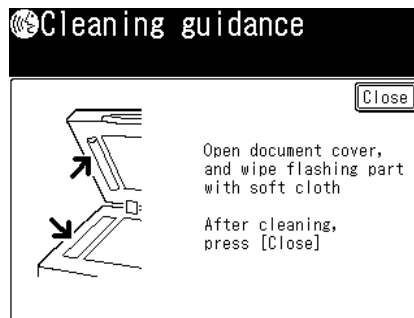 Cleaning guidance
Close
Open document cover,
and wipe flashing part
with soft cloth
After cleaning,
press [Close]